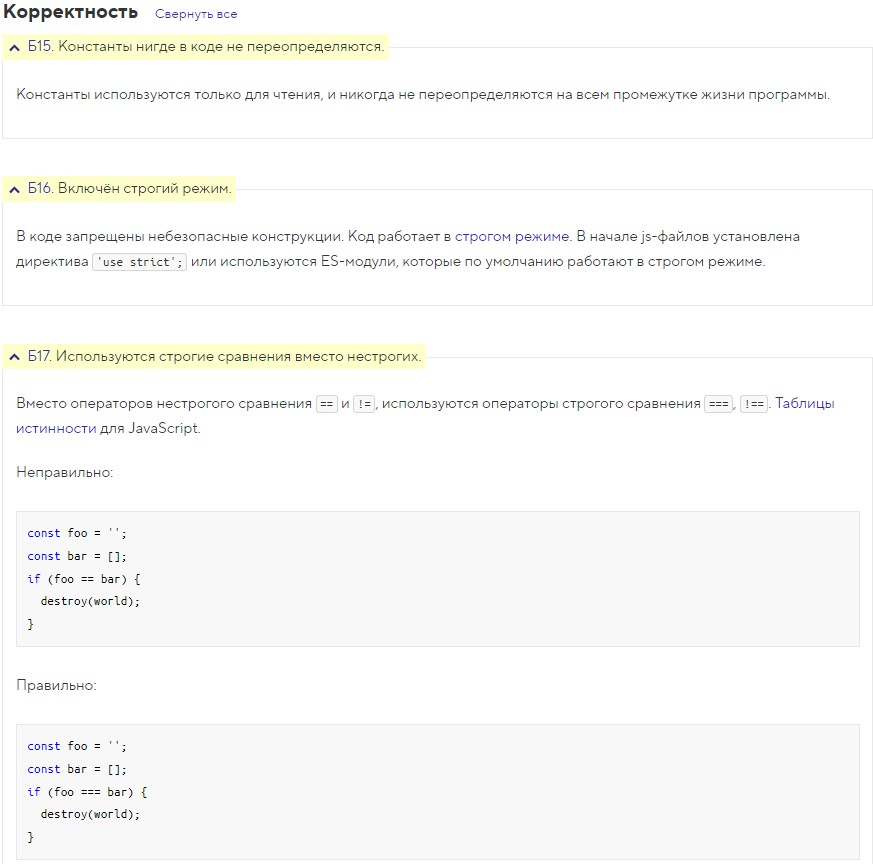 Корректность Свернуть все
Б15. Константы нигде в коде не переопределяются.
Константы используются только для чтения, и никогда не переопределяются на всем промежутке жизни программы.
Б16. Включён строгий режим.
В коде запрещены небезопасные конструкции. Код работает в строгом режиме. В начале js-файлов установлена
директива 'use strict'; или используются ES-модули, которые по умолчанию работают в строгом режиме.
Б17. Используются строгие сравнения вместо нестрогих.
Вместо операторов нестрогого сравнения == и !=, используются операторы строгого сравнения ===, !==. Таблицы
истинности для JavaScript.
Неправильно:
const foo = '';
const bar = [];
if (foo == bar) {
  destroy(world);
}
Правильно:
const foo = '';
const bar = [];
if (foo === bar) {
  destroy(world);
}